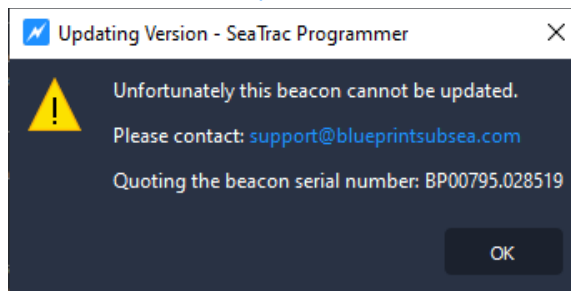 Updating Version - SeaTrac Programmer
Unfortunately this beacon cannot be updated.
Please contact: support@blueprintsubsea.com
Quoting the beacon serial number: BP00795.028519
OK